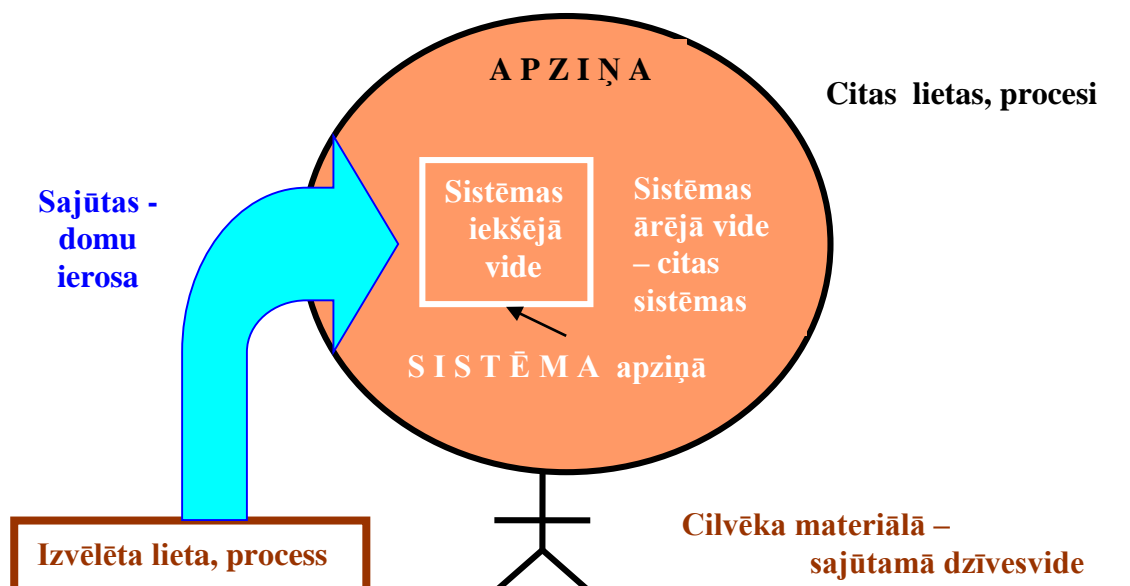 A P Z I Ņ A
Citas lietas, procesi
Sajūtas -
domu
ierosa
Sistēmas
iekšējā
vide
Sistēmas
ārējā vide
– citas
sistēmas
S I S T Ē M A apziņā
Izvēlēta lieta, process
Cilvēka materiālā –
sajūtamā dzīvesvide